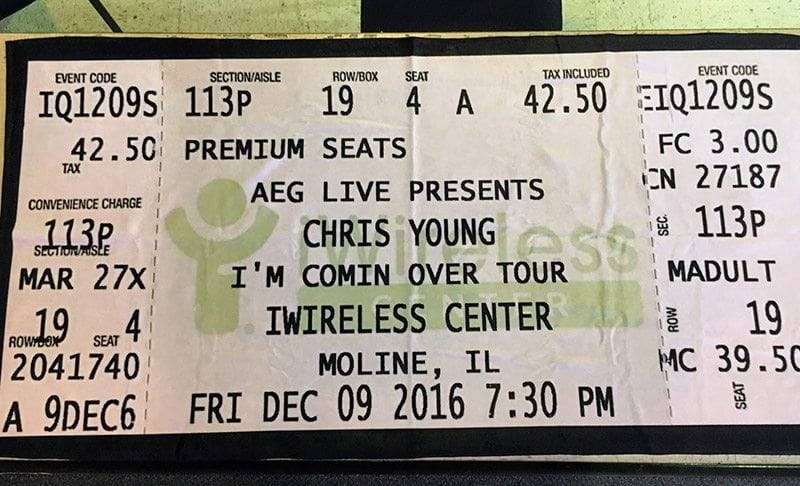 EVENT CODE
IQ1209S
42.50
TAX
CONVENIENCE CHARGE
113P
SECTION/AISLE
MAR 27X
19 4
ROW/BOX SEAT
2041740
A 9DEC6
SECTION/AISLE ROW/BOX SEAT TAX INCLUDED
113P 19 4 A 42.50
PREMIUM SEATS
AEG LIVE PRESENTS
CHRIS YOUNG
I'M COMIN OVER TOUR
IWIRELESS CENTER
MOLINE, IL
FRI DEC 09 2016 7:30 PM
iWireless
CENTER
EVENT CODE
EIQ1209S
FC 3.00
CN 27187
SEC. 113P
MADULT
ROW 19
MC 39.50
SEAT